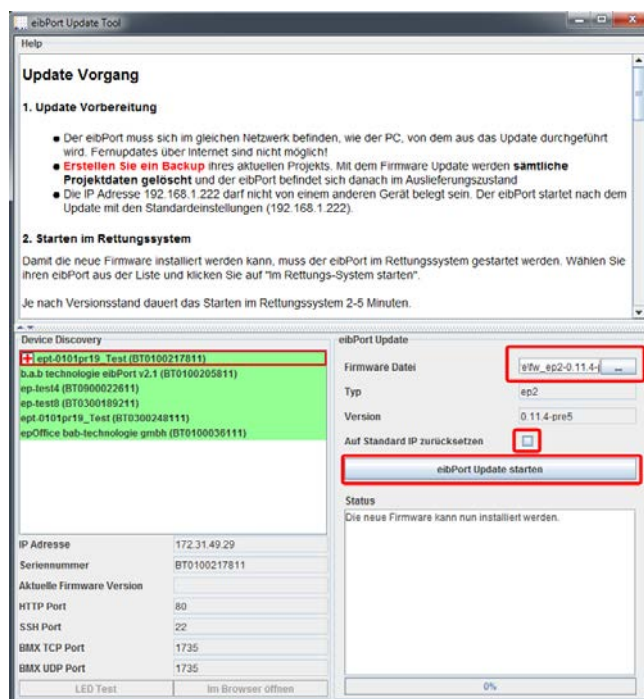 eibPort Update Tool
Help
Update Vorgang
1. Update Vorbereitung
● Der eibPort muss sich im gleichen Netzwerk befinden, wie der PC, von dem aus das Update durchgeführt
wird. Fernupdates über Internet sind nicht möglich!
● Erstellen Sie ein Backup ihres aktuellen Projekts. Mit dem Firmware Update werden sämtliche
Projektdaten gelöscht und der eibPort befindet sich danach im Auslieferungszustand
● Die IP Adresse 192.168.1.222 darf nicht von einem anderen Gerät belegt sein. Der eibPort startet nach dem
Update mit den Standardeinstellungen (192.168.1.222).
2. Starten im Rettungssystem
Damit die neue Firmware installiert werden kann, muss der eibPort im Rettungssystem gestartet werden. Wählen Sie
ihren eibPort aus der Liste und klicken Sie auf "Im Rettungs-System starten".
Je nach Versionsstand dauert das Starten im Rettungssystem 2-5 Minuten.
Device Discovery
ept-0101pr19_Test (BT0100217811)
b.a.b technologie eibPort v2.1 (BT0100205811)
ep-test4 (BT0900022611)
ep-test8 (BT0300189211)
ept-0101pr19_Test (BT0300248111)
epOffice bab-technologie gmbh (BT0100036111)
IP Adresse 172.31.49.29
Seriennummer BT0100217811
Aktuelle Firmware Version
HTTP Port 80
SSH Port 22
BMX TCP Port 1735
BMX UDP Port 1735
LED Test Im Browser öffnen
eibPort Update
Firmware Datei e\fw_ep2-0.11.4-p ...
Typ ep2
Version 0.11.4-pre5
Auf Standard IP zurücksetzen
eibPort Update starten
Status
Die neue Firmware kann nun installiert werden.
0%